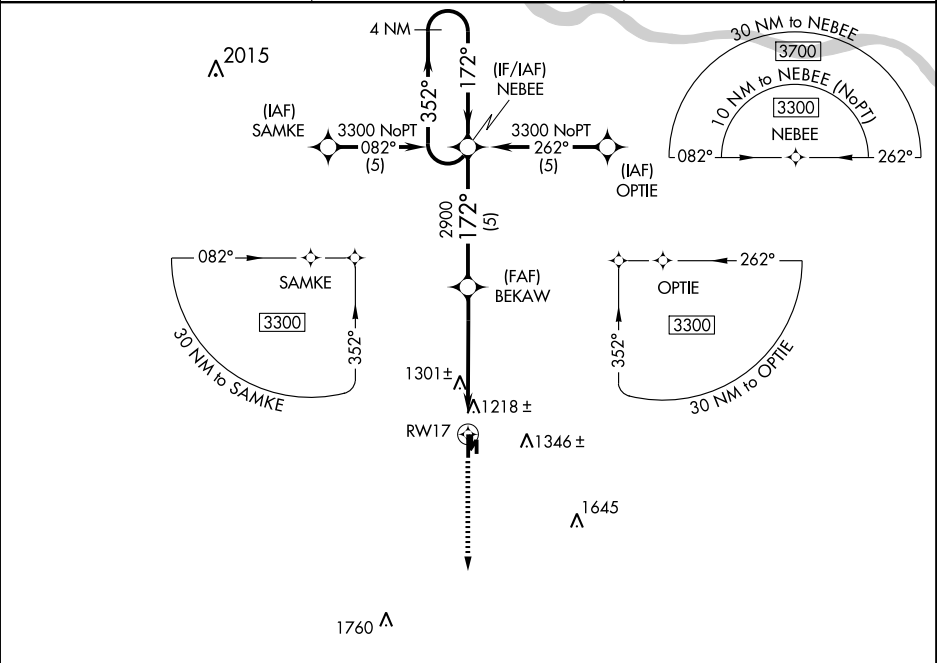 2015
4 NM
352°
172°
(IF/IAF)
NEBEE
30 NM to NEBEE
3700
10 NM to NEBEE (NoPT)
3300
NEBEE
082°
262°
(IAF)
SAMKE
3300 NoPT
082°
(5)
3300 NoPT
262°
(5)
(IAF)
OPTIE
2900
172°
(5)
082°
SAMKE
3300
352°
30 NM to SAMKE
(FAF)
BEKAW
262°
OPTIE
3300
352°
30 NM to OPTIE
1301±
1218 ±
RW17
1346 ±
1645
1760